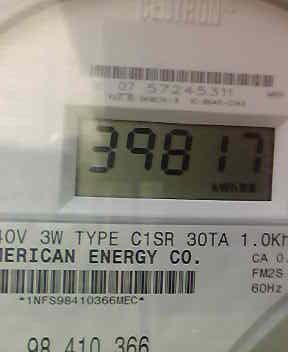 07 57245311
39817
40V 3W TYPE C1SR 30TA 1.0Kh
MERICAN ENERGY CO.
CA 0.
FM2S
60Hz
*1NFS98410366MEC*
98 410 366